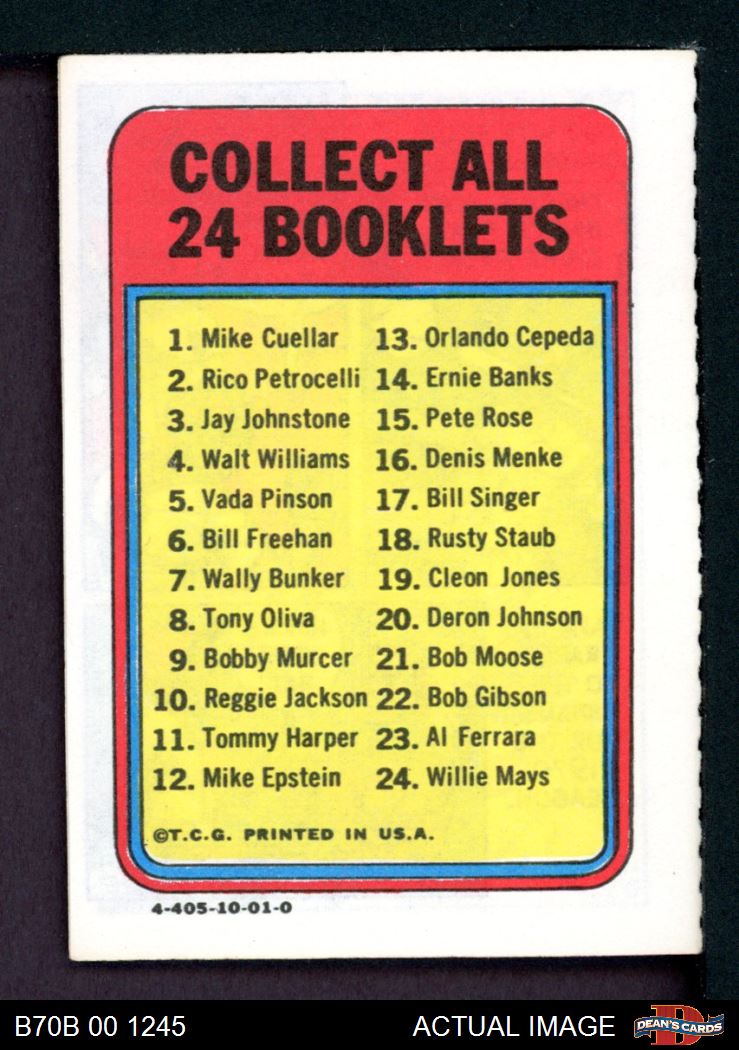 COLLECT ALL
24 BOOKLETS
1. Mike Cuellar
2. Rico Petrocelli
3. Jay Johnstone
4. Walt Williams
5. Vada Pinson
6. Bill Freehan
7. Wally Bunker
8. Tony Oliva
9. Bobby Murcer
10. Reggie Jackson
11. Tommy Harper
12. Mike Epstein
13. Orlando Cepeda
14. Ernie Banks
15. Pete Rose
16. Denis Menke
17. Bill Singer
18. Rusty Staub
19. Cleon Jones
20. Deron Johnson
21. Bob Moose
22. Bob Gibson
23. Al Ferrara
24. Willie Mays
©T.C.G. PRINTED IN U.S.A.
4-405-10-01-0
B70B 00 1245
ACTUAL IMAGE
D
DEAN'S CARDS